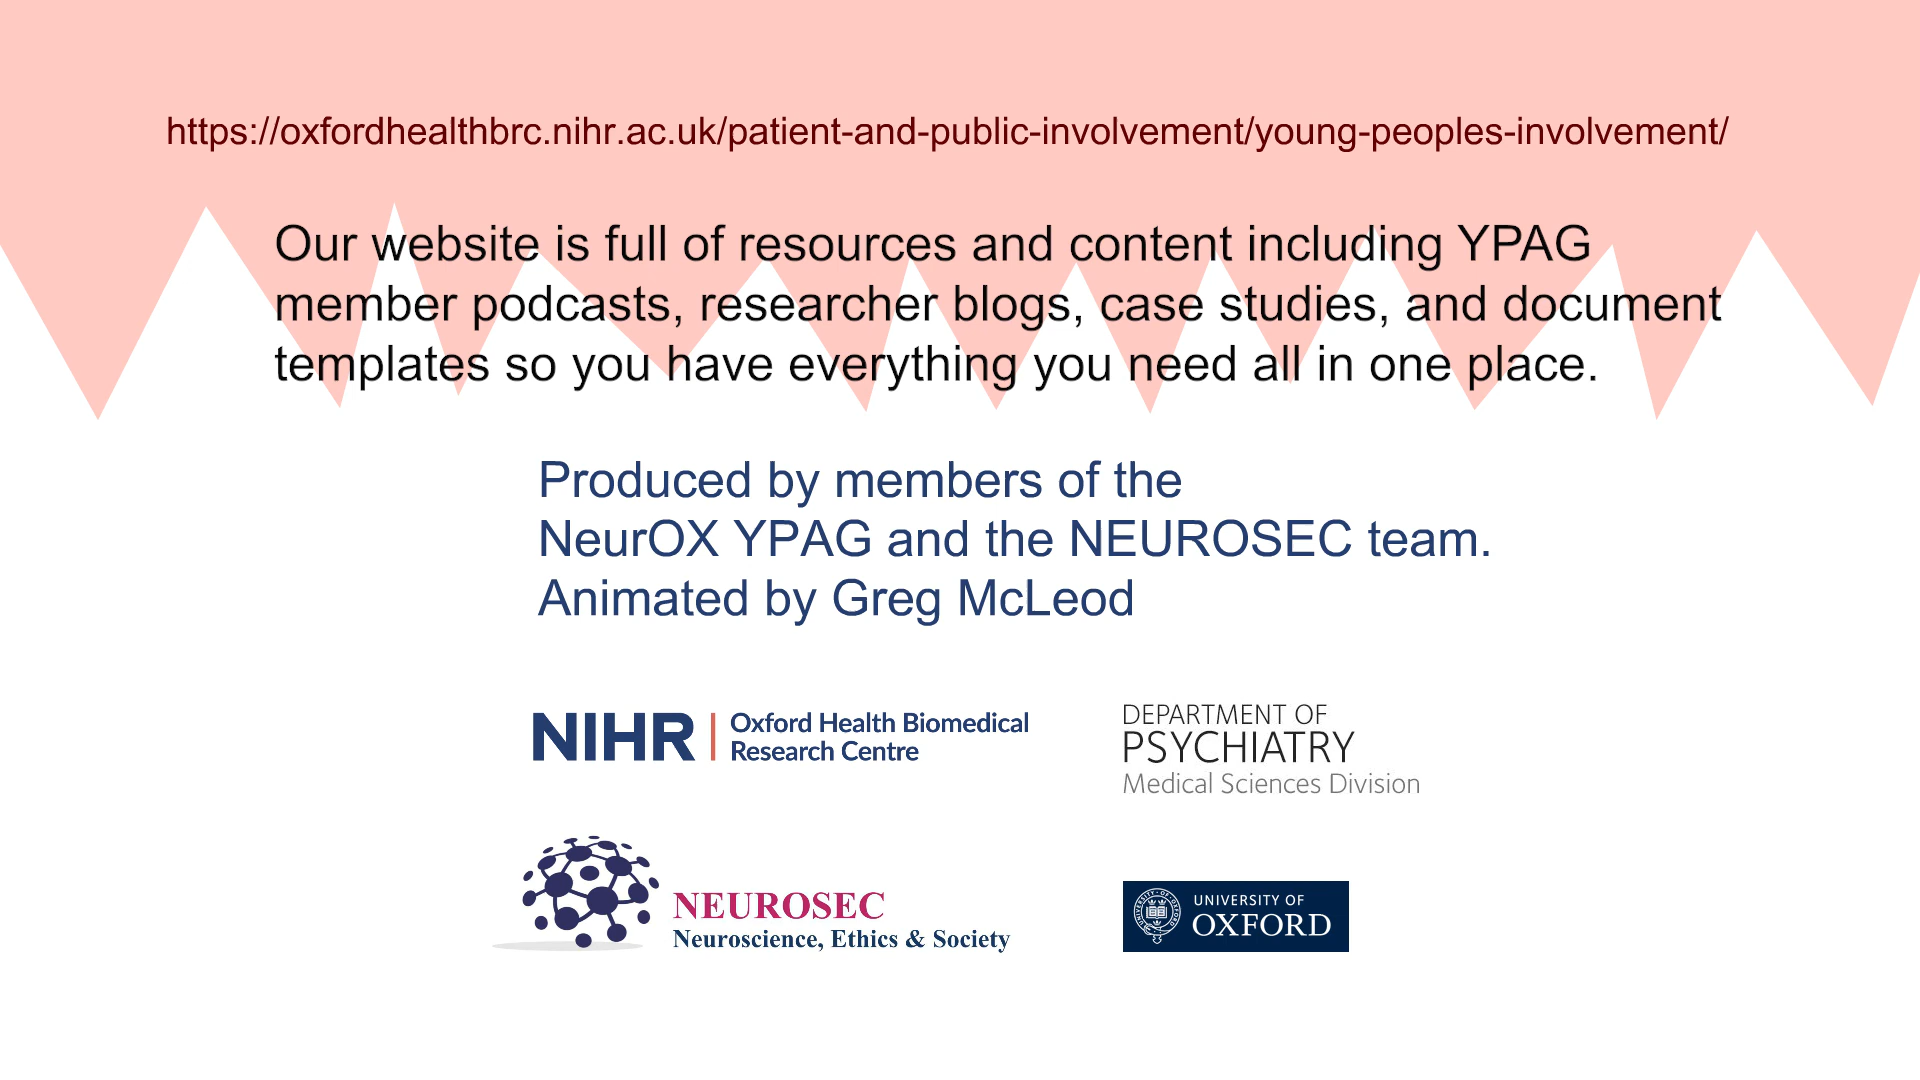 https://oxfordhealthbrc.nihr.ac.uk/patient-and-public-involvement/young-peoples-involvement/
Our website is full of resources and content including YPAG
member podcasts, researcher blogs, case studies, and document
templates so you have everything you need all in one place.
Produced by members of the
NeurOX YPAG and the NEUROSEC team.
Animated by Greg McLeod
NIHR | Oxford Health Biomedical
Research Centre
DEPARTMENT OF
PSYCHIATRY
Medical Sciences Division
NEUROSEC
Neuroscience, Ethics & Society
UNIVERSITY OF
OXFORD